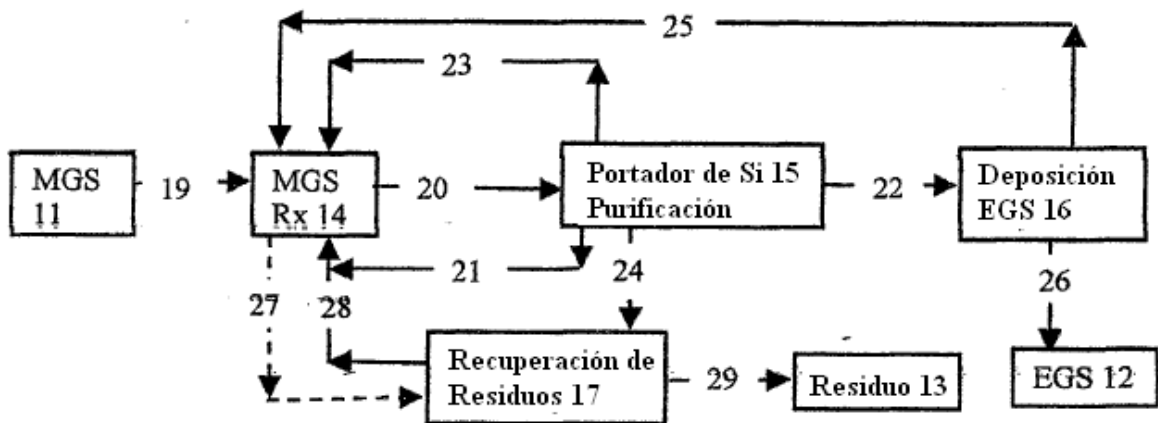 25
23
MGS
11
19
MGS
Rx 14
20
Portador de Si 15
Purificación
22
Deposición
EGS 16
21
24
26
27
28
Recuperación de
Residuos 17
29
Residuo 13
EGS 12